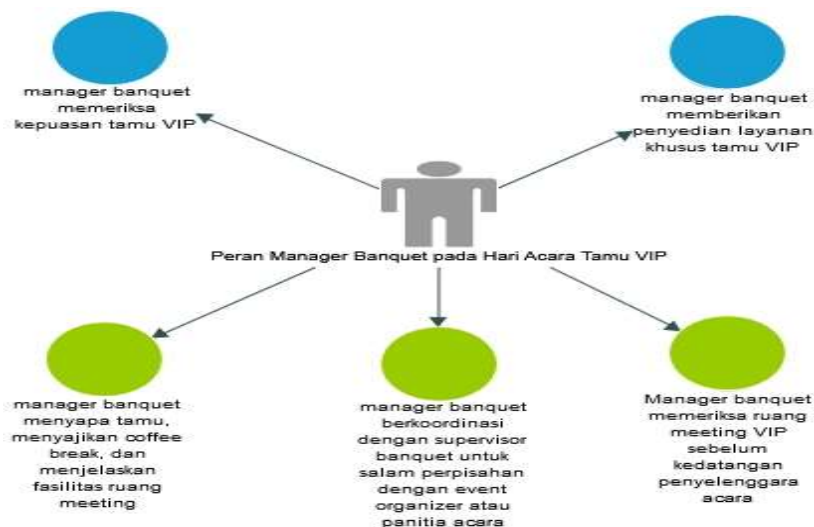 manager banquet
memeriksa
kepuasan tamu VIP
manager banquet
memberikan
penyedian layanan
khusus tamu VIP
Peran Manager Banquet pada Hari Acara Tamu VIP
manager banquet
menyapa tamu,
menyajikan coffee
break, dan
menjelaskan
fasilitas ruang
meeting
manager banquet
berkoordinasi
dengan supervisor
banquet untuk
salam perpisahan
dengan event
organizer atau
panitia acara
Manager banquet
memeriksa ruang
meeting VIP
sebelum
kedatangan
penyelenggara
acara